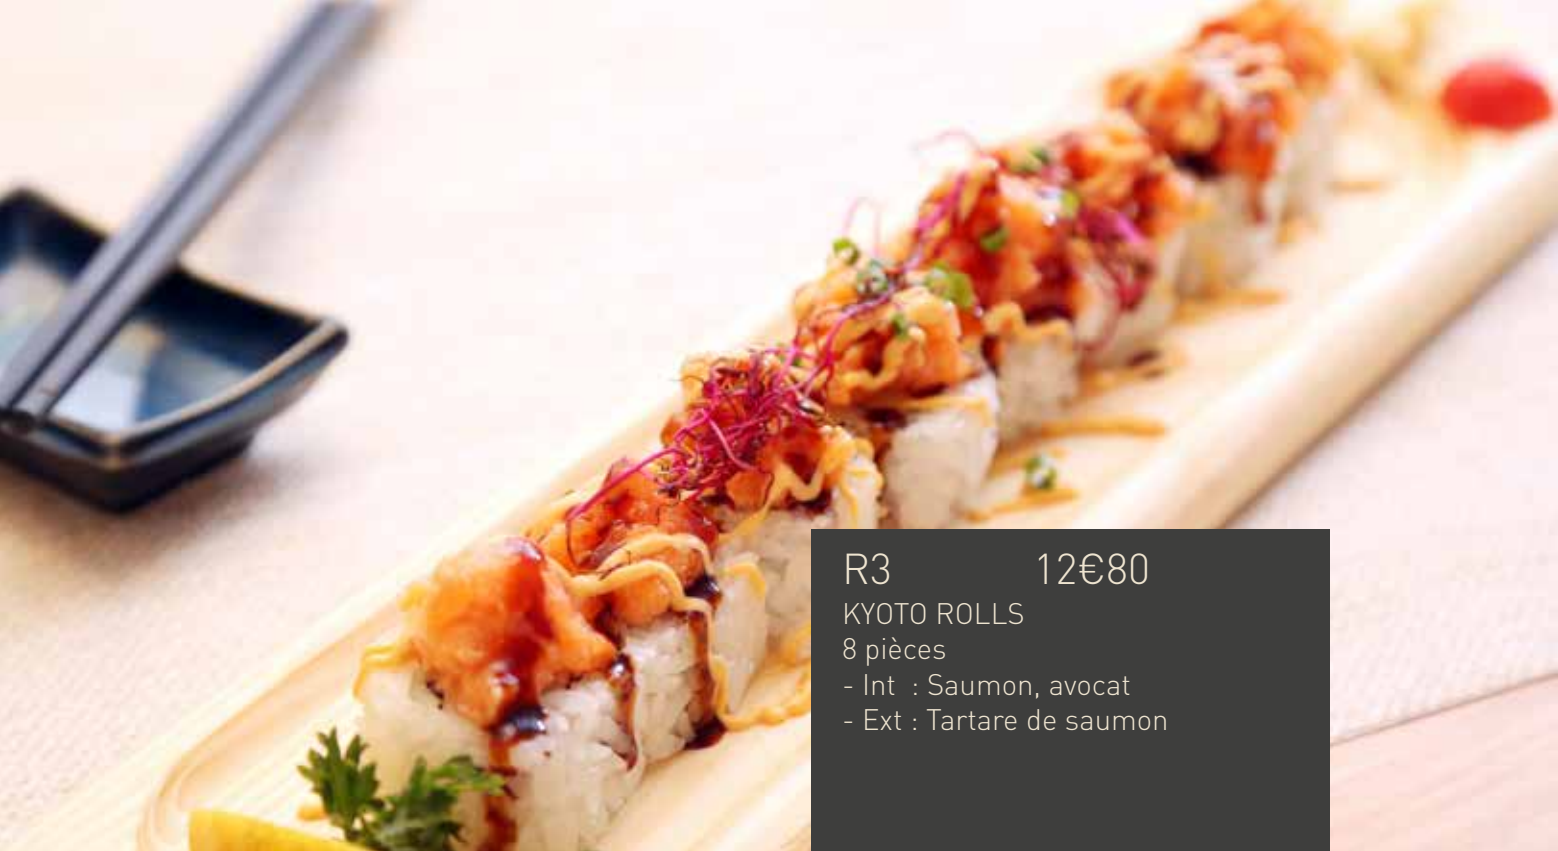 R3 12€80
KYOTO ROLLS
8 pièces
- Int : Saumon, avocat
- Ext : Tartare de saumon